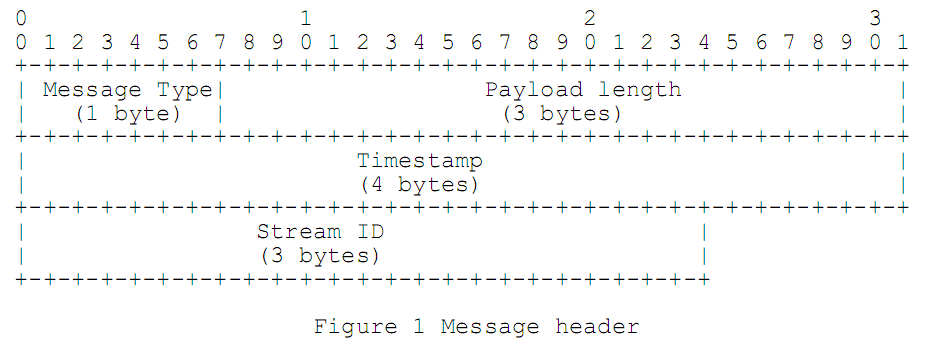 0                   1                   2                   3
0 1 2 3 4 5 6 7 8 9 0 1 2 3 4 5 6 7 8 9 0 1 2 3 4 5 6 7 8 9 0 1
+-+-+-+-+-+-+-+-+-+-+-+-+-+-+-+-+-+-+-+-+-+-+-+-+-+-+-+-+-+-+-+
| Message Type|                  Payload length               |
|   (1 byte)  |                   (3 bytes)                   |
+-+-+-+-+-+-+-+-+-+-+-+-+-+-+-+-+-+-+-+-+-+-+-+-+-+-+-+-+-+-+-+
|                       Timestamp                             |
|                       (4 bytes)                             |
+-+-+-+-+-+-+-+-+-+-+-+-+-+-+-+-+-+-+-+-+-+-+-+-+-+-+-+-+-+-+-+
|                Stream ID                      |
|                (3 bytes)                      |
+-+-+-+-+-+-+-+-+-+-+-+-+-+-+-+-+-+-+-+-+-+-+-+-+
Figure 1 Message header